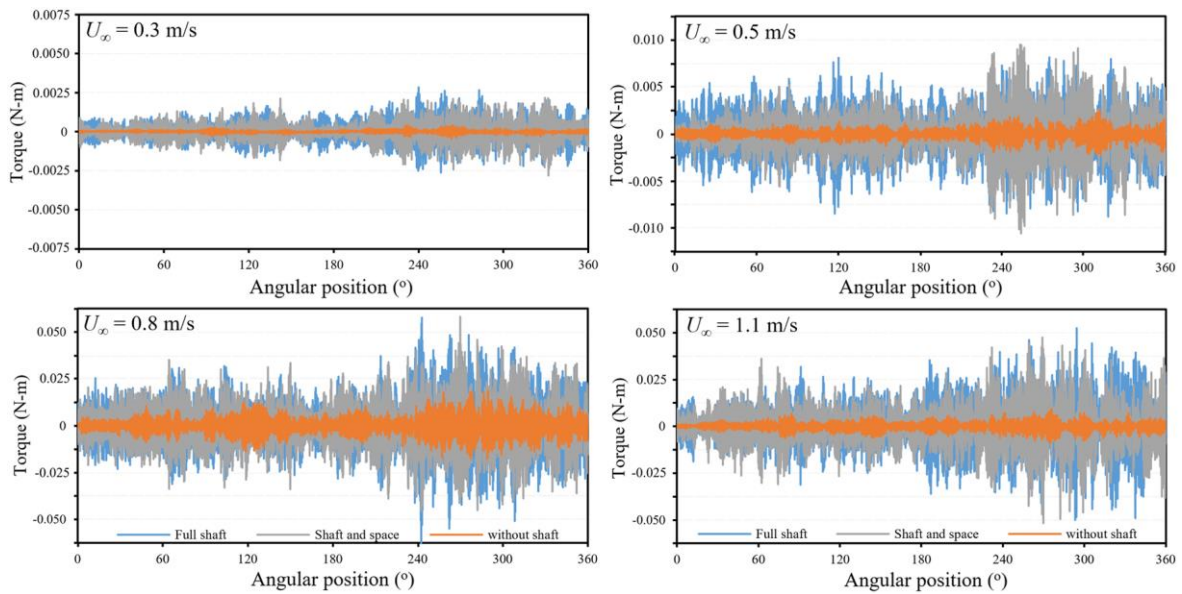 U∞ = 0.3 m/s
Torque (N-m)
0.0075
0.0050
0.0025
0
-0.0025
-0.0050
-0.0075
0 60 120 180 240 300 360
Angular position (°)
U∞ = 0.5 m/s
Torque (N-m)
0.010
0.005
0
-0.005
-0.010
0 60 120 180 240 300 360
Angular position (°)
U∞ = 0.8 m/s
Torque (N-m)
0.050
0.025
0
-0.025
-0.050
Full shaft Shaft and space without shaft
0 60 120 180 240 300 360
Angular position (°)
U∞ = 1.1 m/s
Torque (N-m)
0.050
0.025
0
-0.025
-0.050
Full shaft Shaft and space without shaft
0 60 120 180 240 300 360
Angular position (°)